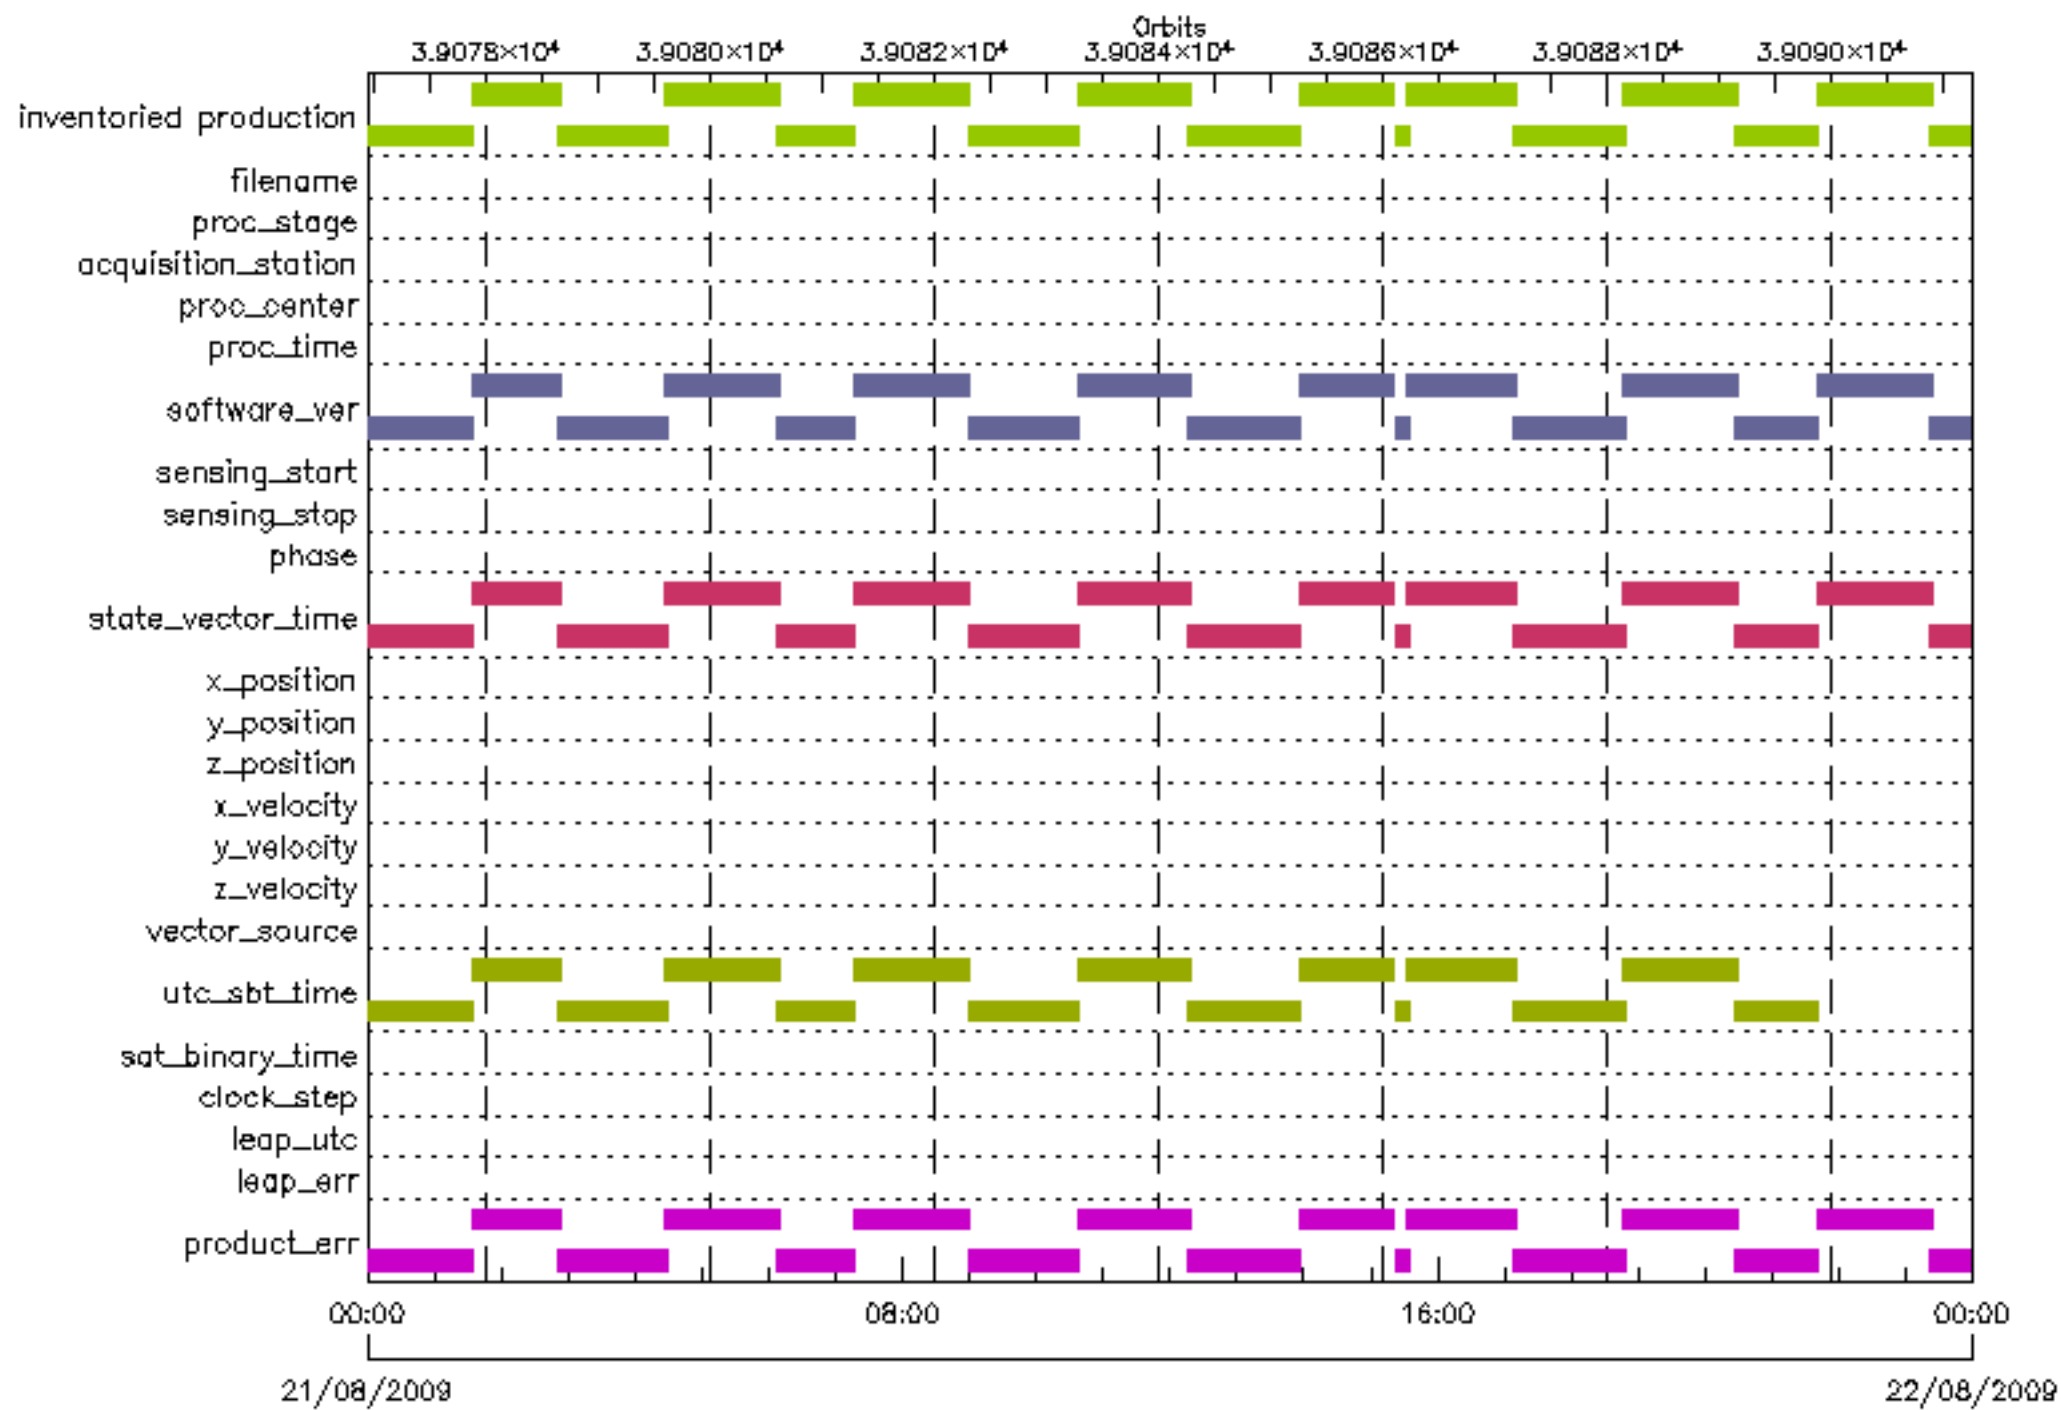 Orbits
3.9078×10⁴ 3.9080×10⁴ 3.9082×10⁴ 3.9084×10⁴ 3.9086×10⁴ 3.9088×10⁴ 3.9090×10⁴
inventoried production
filename
proc_stage
acquisition_station
proc_center
proc_time
software_ver
sensing_start
sensing_stop
phase
state_vector_time
x_position
y_position
z_position
x_velocity
y_velocity
z_velocity
vector_source
utc_sbt_time
sat_binary_time
clock_step
leap_utc
leap_err
product_err
00:00 08:00 16:00 00:00
21/08/2009 22/08/2009